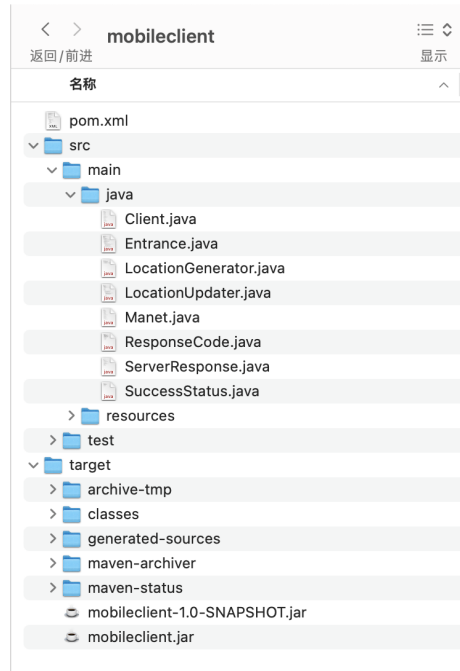 mobileclient
返回/前进
显示
名称
pom.xml
src
main
java
Client.java
Entrance.java
LocationGenerator.java
LocationUpdater.java
Manet.java
ResponseCode.java
ServerResponse.java
SuccessStatus.java
resources
test
target
archive-tmp
classes
generated-sources
maven-archiver
maven-status
mobileclient-1.0-SNAPSHOT.jar
mobileclient.jar